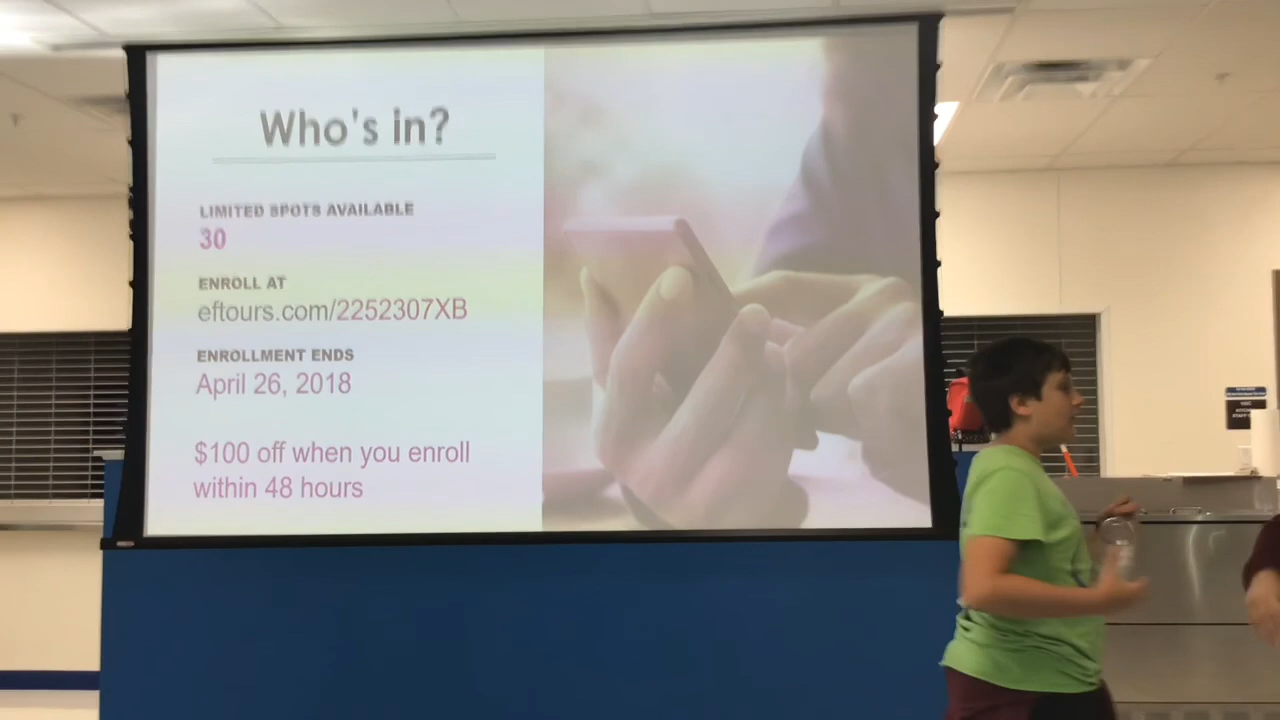 Who's in?
LIMITED SPOTS AVAILABLE
30
ENROLL AT
eftours.com/2252307XB
ENROLLMENT ENDS
April 26, 2018
$100 off when you enroll
within 48 hours